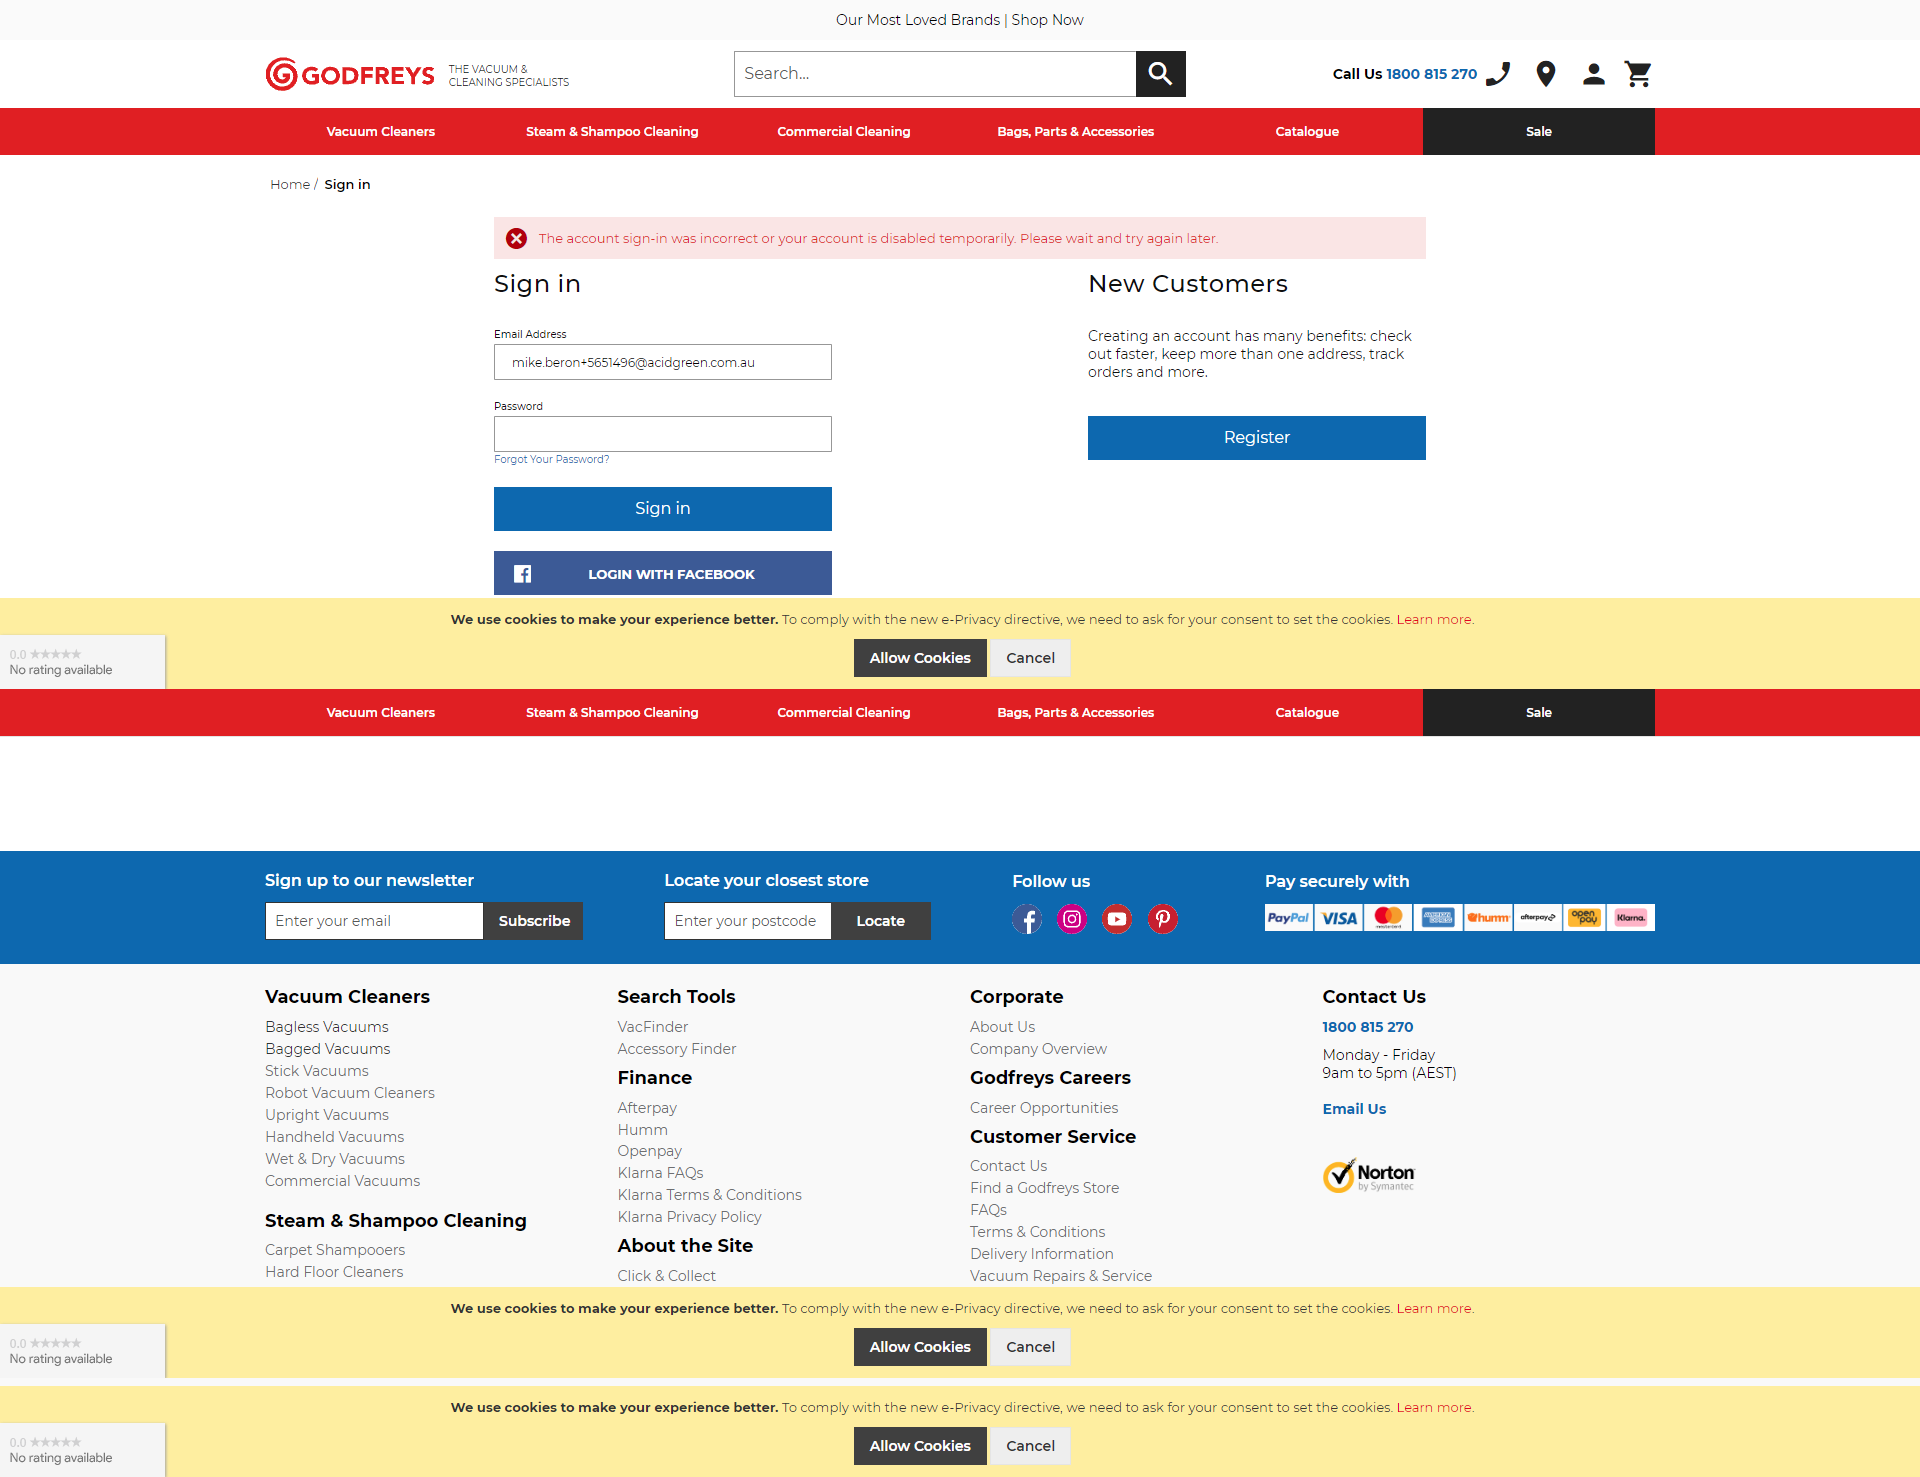 Our Most Loved Brands | Shop Now
GODFREYS
THE VACUUM &
CLEANING SPECIALISTS
Search...
Call Us 1800 815 270
Vacuum Cleaners
Steam & Shampoo Cleaning
Commercial Cleaning
Bags, Parts & Accessories
Catalogue
Sale
Home / Sign in
The account sign-in was incorrect or your account is disabled temporarily. Please wait and try again later.
Sign in
Email Address
mike.beron+5651496@acidgreen.com.au
Password
Forgot Your Password?
Sign in
LOGIN WITH FACEBOOK
New Customers
Creating an account has many benefits: check
out faster, keep more than one address, track
orders and more.
Register
We use cookies to make your experience better. To comply with the new e-Privacy directive, we need to ask for your consent to set the cookies. Learn more.
Allow Cookies
Cancel
0.0 ★★★★★
No rating available
Vacuum Cleaners
Steam & Shampoo Cleaning
Commercial Cleaning
Bags, Parts & Accessories
Catalogue
Sale
Sign up to our newsletter
Enter your email
Subscribe
Locate your closest store
Enter your postcode
Locate
Follow us
Pay securely with
PayPal
VISA
mastercard
AMERICAN EXPRESS
humm
afterpay
open pay
Klarna.
Vacuum Cleaners
Bagless Vacuums
Bagged Vacuums
Stick Vacuums
Robot Vacuum Cleaners
Upright Vacuums
Handheld Vacuums
Wet & Dry Vacuums
Commercial Vacuums
Steam & Shampoo Cleaning
Carpet Shampooers
Hard Floor Cleaners
Search Tools
VacFinder
Accessory Finder
Finance
Afterpay
Humm
Openpay
Klarna FAQs
Klarna Terms & Conditions
Klarna Privacy Policy
About the Site
Click & Collect
Corporate
About Us
Company Overview
Godfreys Careers
Career Opportunities
Customer Service
Contact Us
Find a Godfreys Store
FAQs
Terms & Conditions
Delivery Information
Vacuum Repairs & Service
Contact Us
1800 815 270
Monday - Friday
9am to 5pm (AEST)
Email Us
Norton
by Symantec
We use cookies to make your experience better. To comply with the new e-Privacy directive, we need to ask for your consent to set the cookies. Learn more.
Allow Cookies
Cancel
0.0 ★★★★★
No rating available
We use cookies to make your experience better. To comply with the new e-Privacy directive, we need to ask for your consent to set the cookies. Learn more.
Allow Cookies
Cancel
0.0 ★★★★★
No rating available